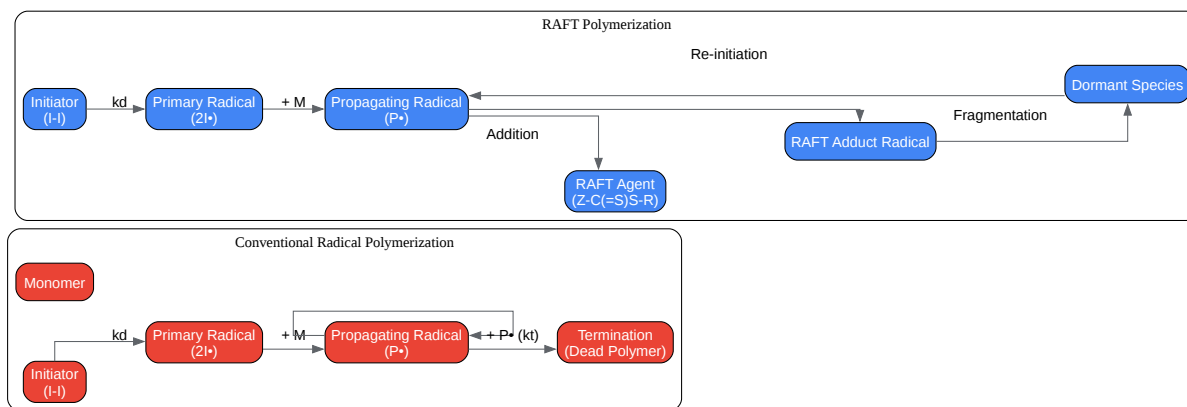 RAFT Polymerization
Re-initiation
Dormant Species
Initiator
(I-I)
kd
Primary Radical
(2I•)
+ M
Propagating Radical
(P•)
Addition
RAFT Adduct Radical
Fragmentation
RAFT Agent
(Z-C(=S)S-R)
Conventional Radical Polymerization
Monomer
Initiator
(I-I)
kd
Primary Radical
(2I•)
+ M
Propagating Radical
(P•)
+ P• (kt)
Termination
(Dead Polymer)